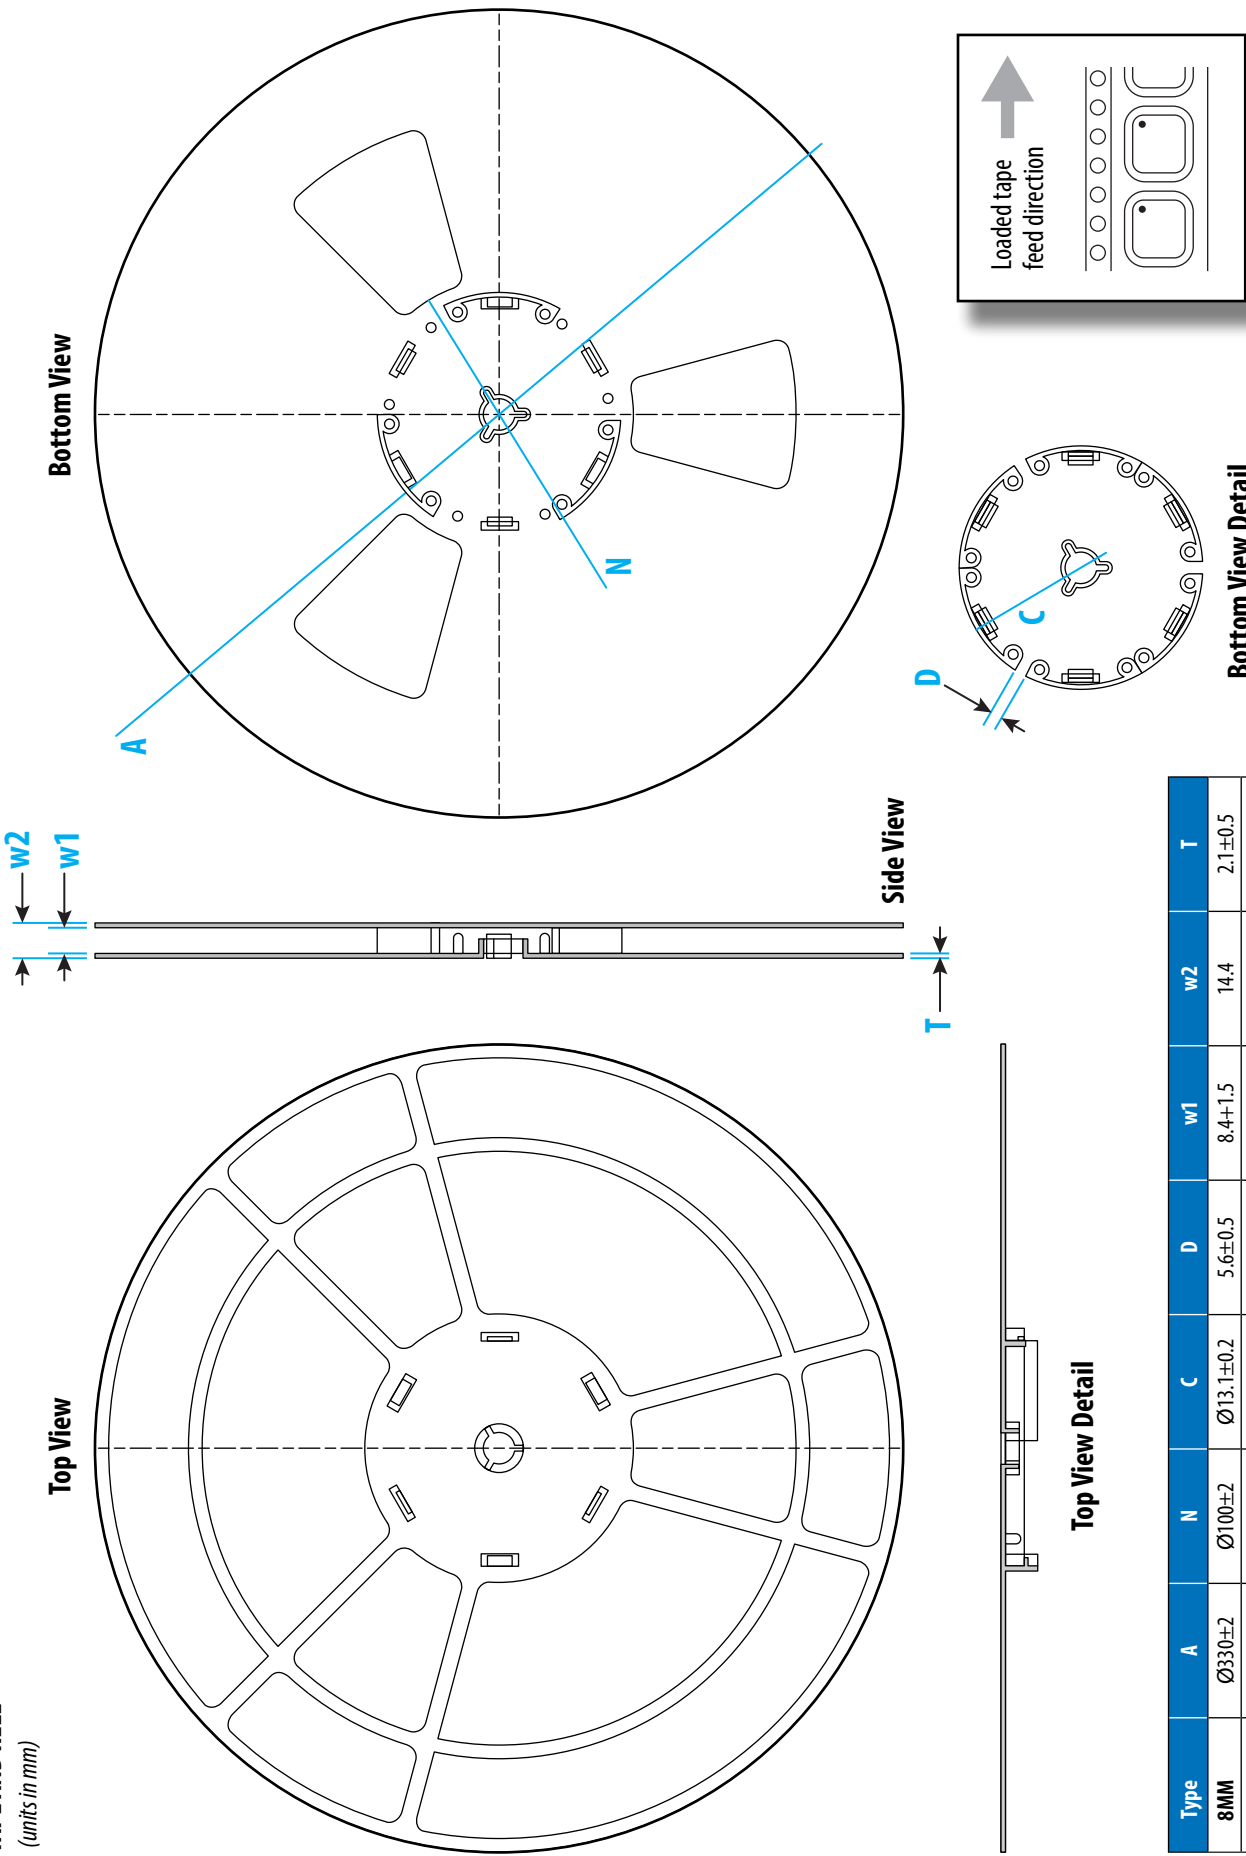 (units in mm)
Top View
Bottom View
w2
w1
A
N
T
Side View
D
C
Top View Detail
Bottom View Detail
Loaded tape
feed direction
Type A N C D w1 w2 T
8MM Ø330±2 Ø100±2 Ø13.1±0.2 5.6±0.5 8.4+1.5 14.4 2.1±0.5